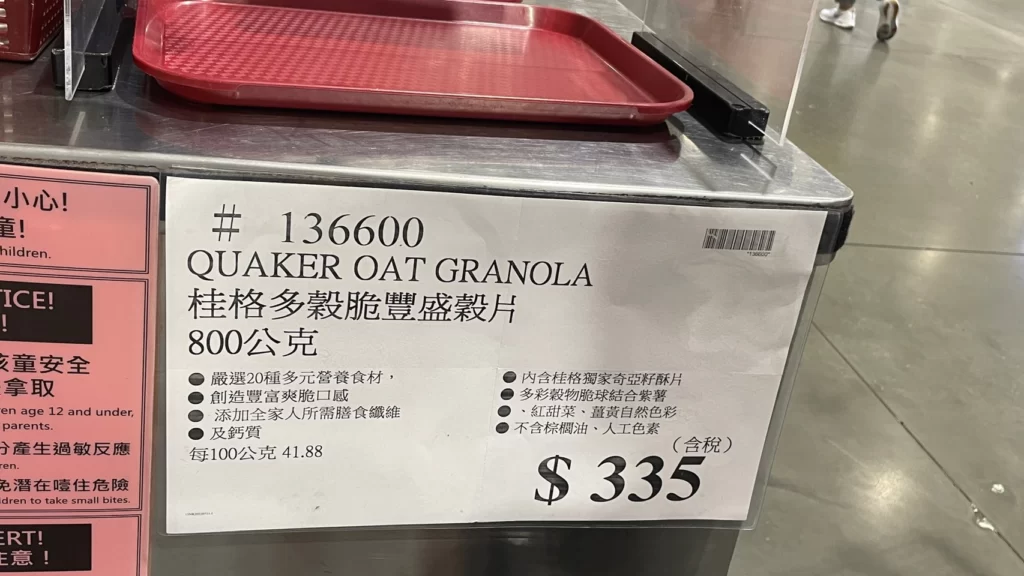 小心!
童!
hildren.
TICE!
!
孩童安全
拿取
ren age 12 and under,
parents.
分產生過敏反應
ren.
免潛在噎住危險
ldren to take small bites.
ERT!
注意！
# 136600
QUAKER OAT GRANOLA
桂格多穀脆豐盛穀片
800公克
●嚴選20種多元營養食材，
●創造豐富爽脆口感
●添加全家人所需膳食纖維
●及鈣質
每100公克 41.88
●內含桂格獨家奇亞籽酥片
●多彩穀物脆球結合紫薯
●、紅甜菜、薑黃自然色彩
●不含棕櫚油、人工色素
（含稅）
$ 335